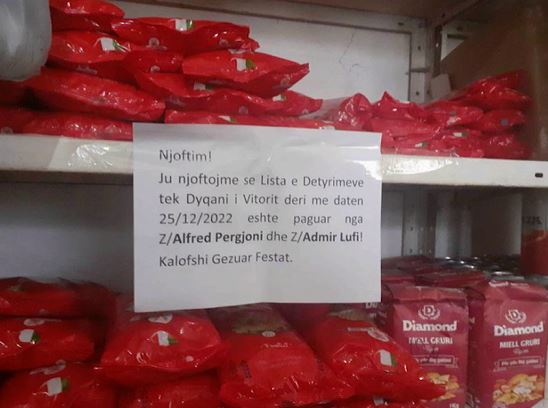 Njoftim!
Ju njoftojme se Lista e Detyrimeve
tek Dyqani i Vitorit deri me daten
25/12/2022 eshte paguar nga
Z/Alfred Pergjoni dhe Z/Admir Lufi!
Kalofshi Gezuar Festat.
Diamond
MIELL GRURI
Diamond
MIELL GRURI